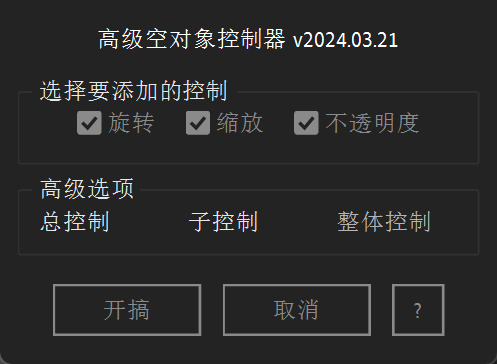 高级空对象控制器 v2024.03.21
选择要添加的控制
旋转 缩放 不透明度
高级选项
总控制 子控制 整体控制
开搞 取消 ?